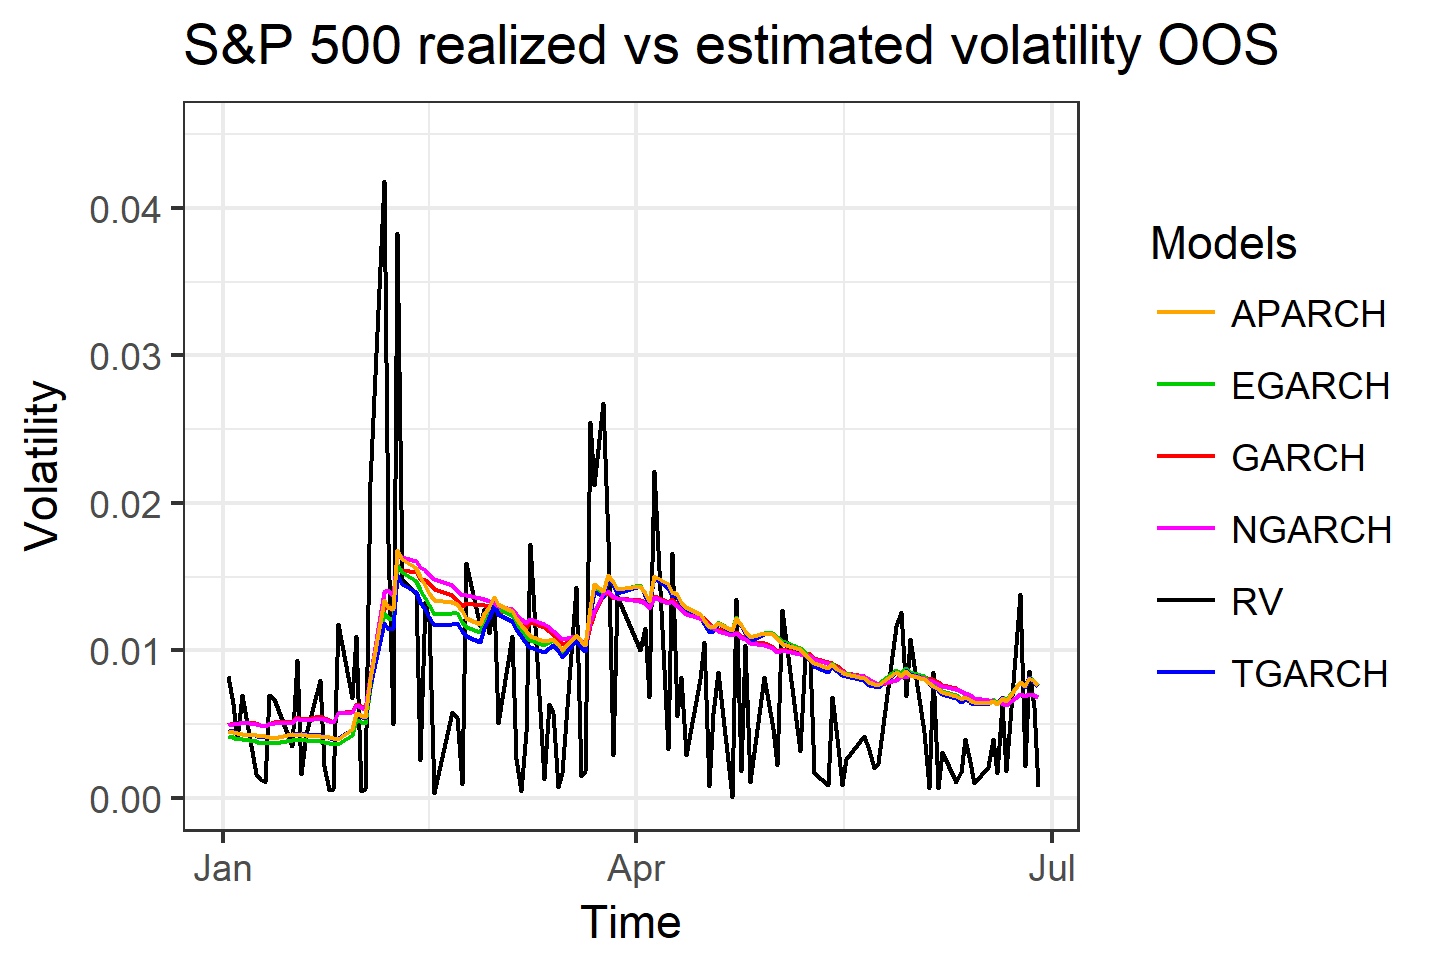 S&P 500 realized vs estimated volatility OOS
Volatility
0.04
0.03
0.02
0.01
0.00
Jan
Apr
Jul
Time
Models
APARCH
EGARCH
GARCH
NGARCH
RV
TGARCH